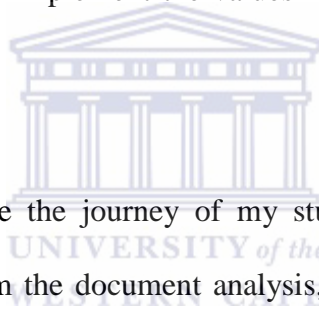 e the journey of my stu
UNIVERSITY of the
m the document analysis,
WESTERN CAPE